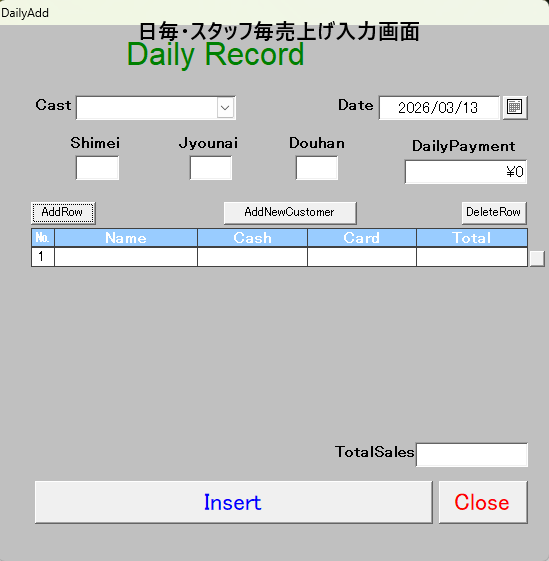 DailyAdd
日毎・スタッフ毎売上げ入力画面
Daily Record
Cast
Date 2026/03/13
Shimei Jyounai Douhan DailyPayment
¥0
AddRow AddNewCustomer DeleteRow
No. Name Cash Card Total
1
TotalSales
Insert Close